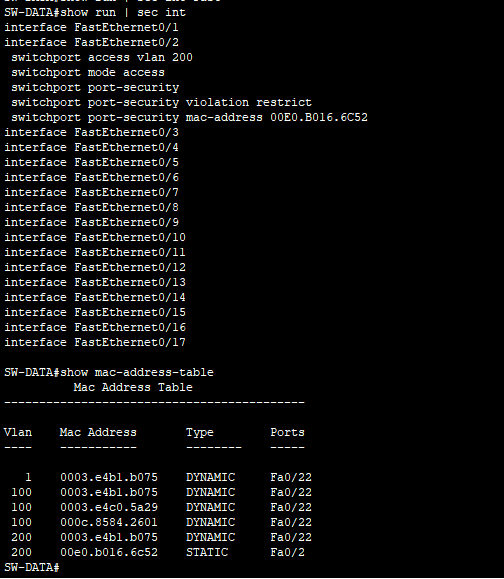 SW-DATA#show run | sec int
interface FastEthernet0/1
interface FastEthernet0/2
switchport access vlan 200
switchport mode access
switchport port-security
switchport port-security violation restrict
switchport port-security mac-address 00E0.B016.6C52
interface FastEthernet0/3
interface FastEthernet0/4
interface FastEthernet0/5
interface FastEthernet0/6
interface FastEthernet0/7
interface FastEthernet0/8
interface FastEthernet0/9
interface FastEthernet0/10
interface FastEthernet0/11
interface FastEthernet0/12
interface FastEthernet0/13
interface FastEthernet0/14
interface FastEthernet0/15
interface FastEthernet0/16
interface FastEthernet0/17
SW-DATA#show mac-address-table
Mac Address Table
-------------------------------------------
Vlan Mac Address Type Ports
---- ----------- -------- -----
1 0003.e4b1.b075 DYNAMIC Fa0/22
100 0003.e4b1.b075 DYNAMIC Fa0/22
100 0003.e4c0.5a29 DYNAMIC Fa0/22
100 000c.8584.2601 DYNAMIC Fa0/22
200 0003.e4b1.b075 DYNAMIC Fa0/22
200 00e0.b016.6c52 STATIC Fa0/2
SW-DATA#